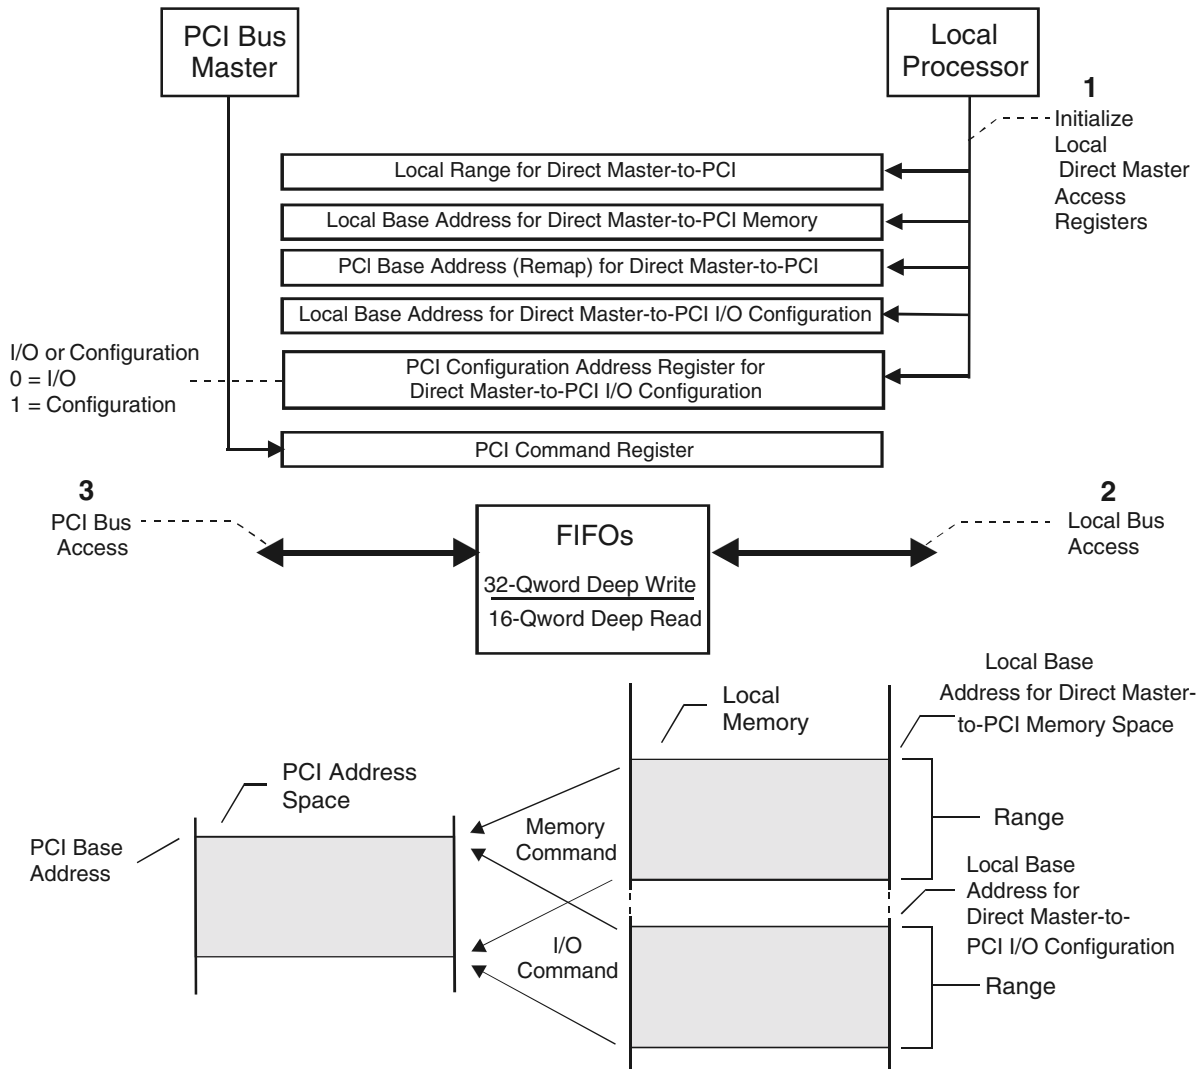 PCI Bus
Master
Local
Processor
1
Initialize
Local
Direct Master
Access
Registers
Local Range for Direct Master-to-PCI
Local Base Address for Direct Master-to-PCI Memory
PCI Base Address (Remap) for Direct Master-to-PCI
Local Base Address for Direct Master-to-PCI I/O Configuration
I/O or Configuration
0 = I/O
1 = Configuration
PCI Configuration Address Register for
Direct Master-to-PCI I/O Configuration
PCI Command Register
3
PCI Bus
Access
FIFOs
32-Qword Deep Write
16-Qword Deep Read
2
Local Bus
Access
Local Base
Address for Direct Master-
to-PCI Memory Space
Local
Memory
PCI Address
Space
PCI Base
Address
Memory
Command
Range
Local Base
Address for
Direct Master-to-
PCI I/O Configuration
I/O
Command
Range